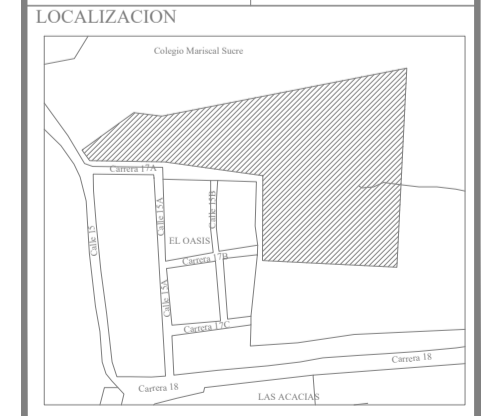 LOCALIZACION
Colegio Mariscal Sucre
Carrera 17A
Calle 15
Calle 15A
Calle 15B
EL OASIS
Carrera 17B
Calle 15A
Carrera 17C
Carrera 18
Carrera 18
LAS ACACIAS